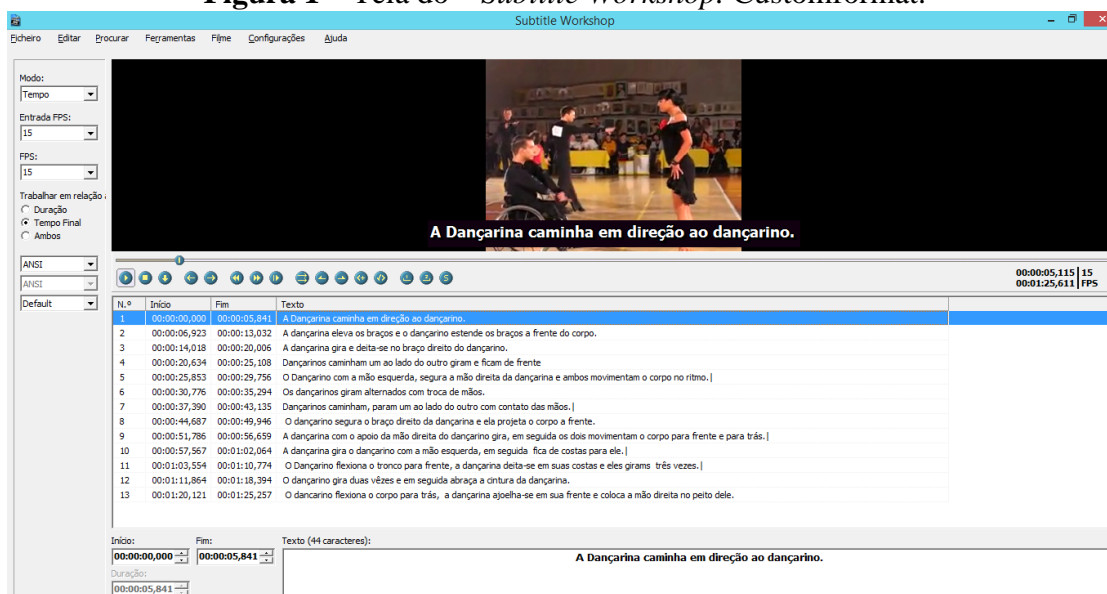 Figura 1 – Tela do – Subtitle Workshop. Customformat.
Subtitle Workshop
Ficheiro Editar Procurar Ferramentas Filme Configurações Ajuda
Modo:
Tempo
Entrada FPS:
15
FPS:
15
Trabalhar em relação
Duração
Tempo Final
Ambos
ANSI
ANSI
Default
A Dançarina caminha em direção ao dançarino.
00:00:05,115 15
00:01:25,611 FPS
N.º Início Fim Texto
1 00:00:00,000 00:00:05,841 A Dançarina caminha em direção ao dançarino.
2 00:00:06,923 00:00:13,032 A dançarina eleva os braços e o dançarino estende os braços a frente do corpo.
3 00:00:14,018 00:00:20,006 A dançarina gira e deita-se no braço direito do dançarino.
4 00:00:20,634 00:00:25,108 Dançarinos caminham um ao lado do outro giram e ficam de frente
5 00:00:25,853 00:00:29,756 O Dançarino com a mão esquerda, segura a mão direita da dançarina e ambos movimentam o corpo no ritmo.|
6 00:00:30,776 00:00:35,294 Os dançarinos giram alternados com troca de mãos.
7 00:00:37,390 00:00:43,135 Dançarinos caminham, param um ao lado do outro com contato das mãos.|
8 00:00:44,687 00:00:49,946 O dançarino segura o braço direito da dançarina e ela projeta o corpo a frente.
9 00:00:51,786 00:00:56,659 A dançarina com o apoio da mão direita do dançarino gira, em seguida os dois movimentam o corpo para frente e para trás.|
10 00:00:57,567 00:01:02,064 A dançarina gira o dançarino com a mão esquerda, em seguida fica de costas para ele.|
11 00:01:03,554 00:01:10,774 O Dançarino flexiona o tronco para frente, a dançarina deita-se em suas costas e eles girams três vezes.|
12 00:01:11,864 00:01:18,394 O dançarino gira duas vêzes e em seguida abraça a cintura da dançarina.
13 00:01:20,121 00:01:25,257 O dancarino flexiona o corpo para trás, a dançarina ajoelha-se em sua frente e coloca a mão direita no peito dele.
Início: Fim: Texto (44 caracteres):
00:00:00,000 00:00:05,841 A Dançarina caminha em direção ao dançarino.
Duração:
00:00:05,841